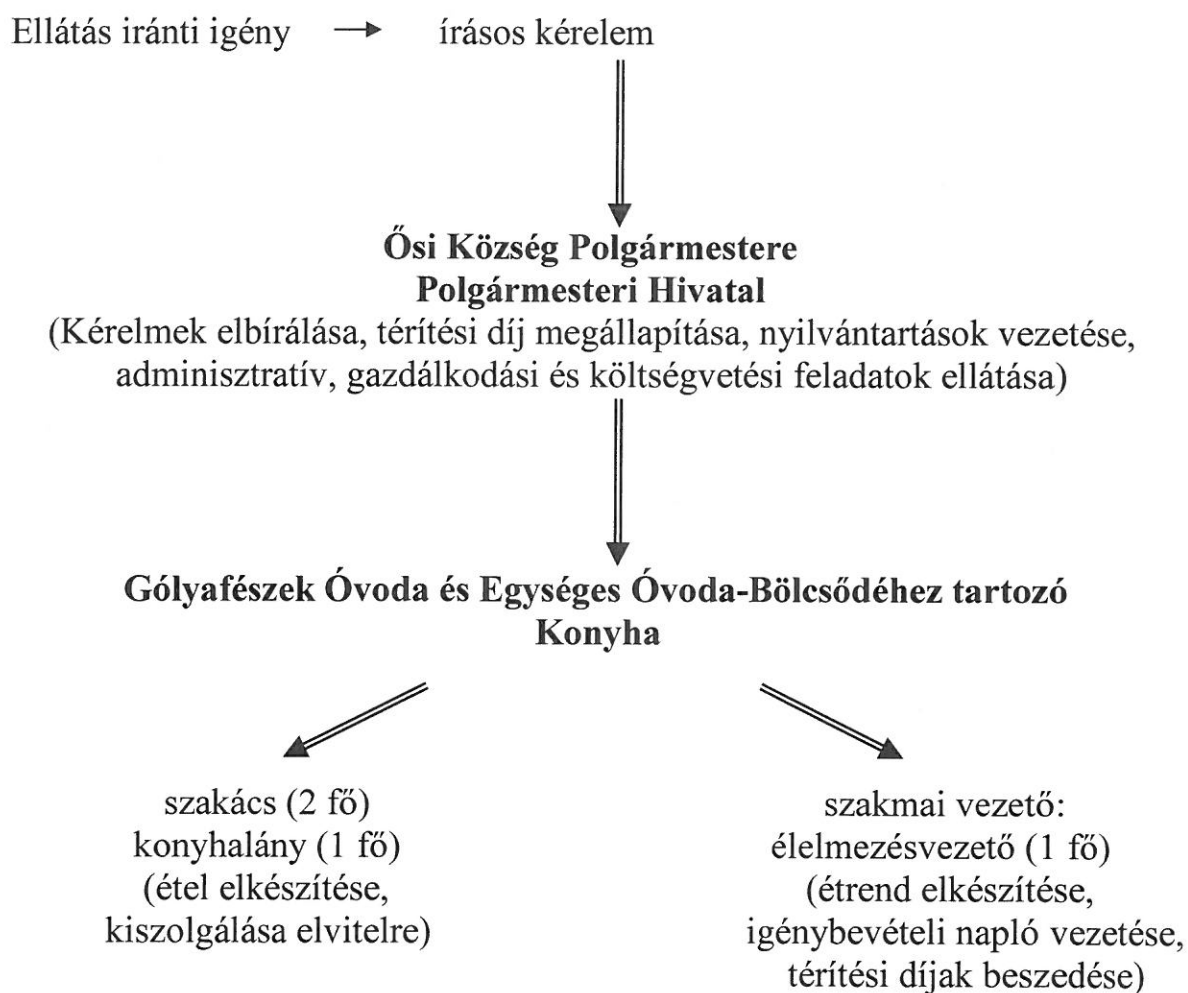 Ellátás iránti igény → írásos kérelem
Ősi Község Polgármestere
Polgármesteri Hivatal
(Kérelmek elbírálása, térítési díj megállapítása, nyilvántartások vezetése,
adminisztratív, gazdálkodási és költségvetési feladatok ellátása)
Gólyafészek Óvoda és Egységes Óvoda-Bölcsődéhez tartozó
Konyha
szakács (2 fő)
konyhalány (1 fő)
(étel elkészítése,
kiszolgálása elvitelre)
szakmai vezető:
élelmezésvezető (1 fő)
(étrend elkészítése,
igénybevételi napló vezetése,
térítési díjak beszedése)